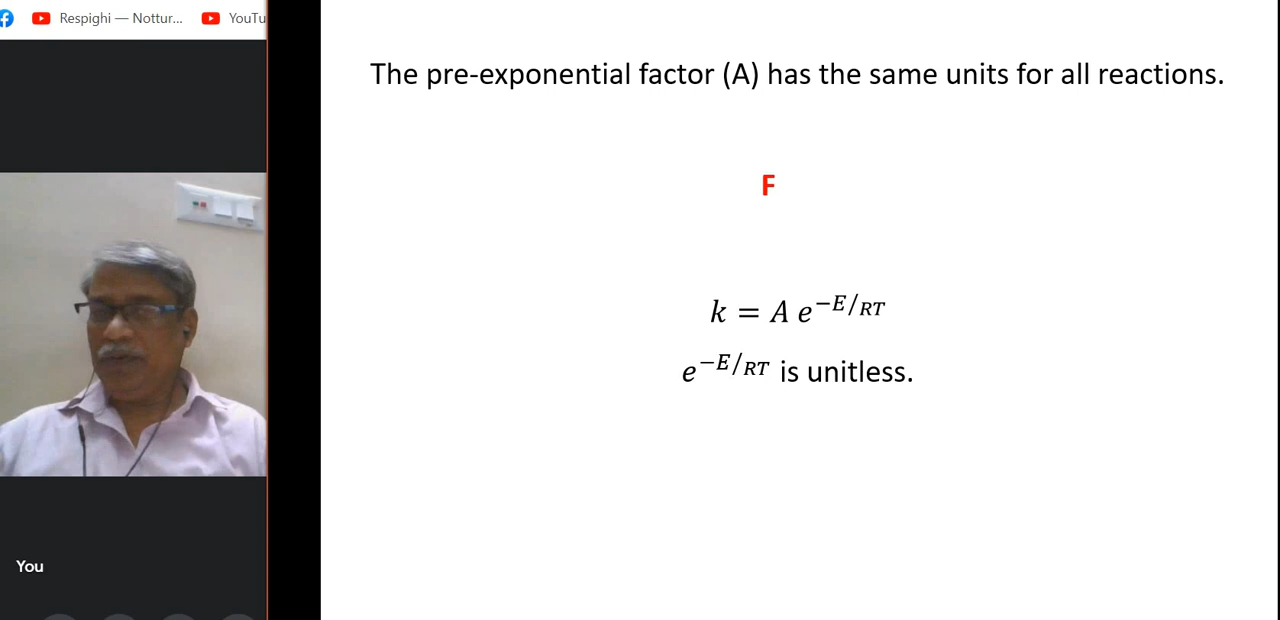 Respighi — Nottur... YouTu
The pre-exponential factor (A) has the same units for all reactions.
F
k = A e^−E/RT
e^−E/RT is unitless.
You